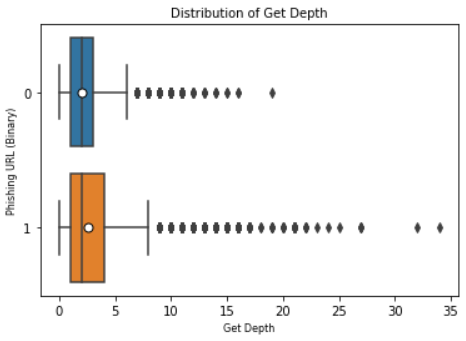 Distribution of Get Depth
Phishing URL (Binary)
0
1
0 5 10 15 20 25 30 35
Get Depth